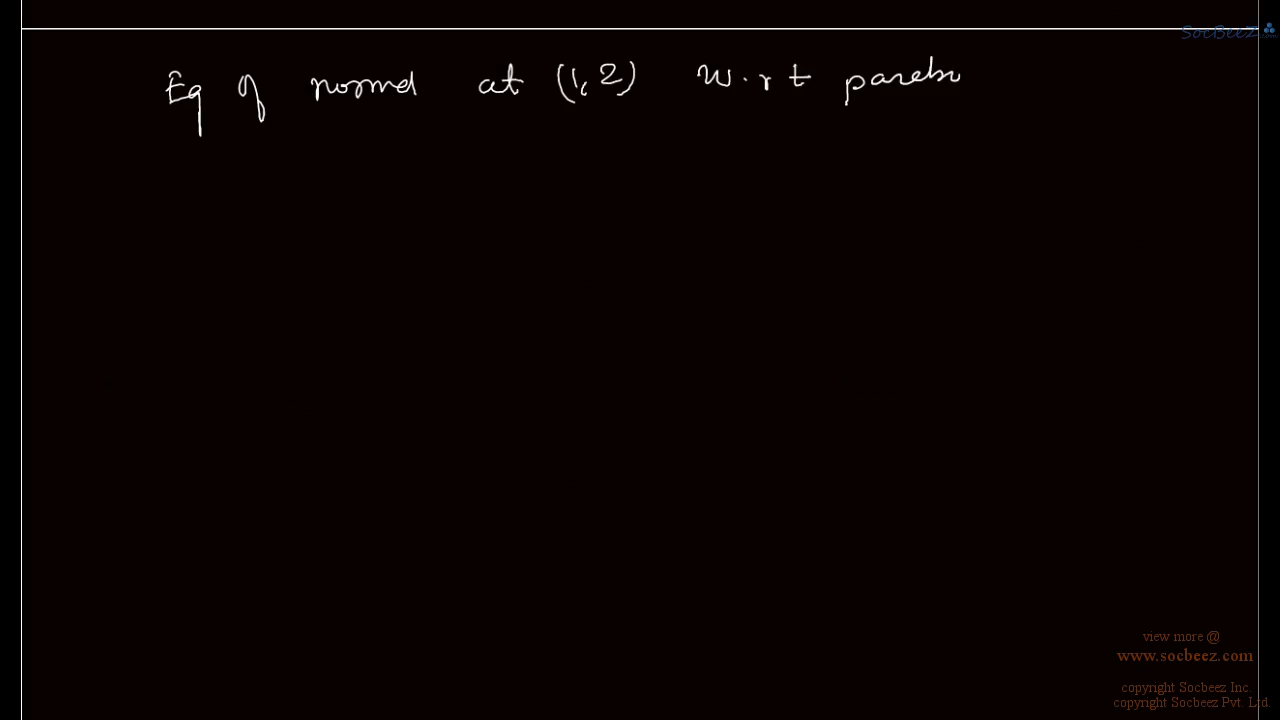 SocBeeZ
Eq of normal at (1, 2) w.r t parabo
view more @
www.socbeez.com
copyright Socbeez Inc.
copyright Socbeez Pvt. Ltd